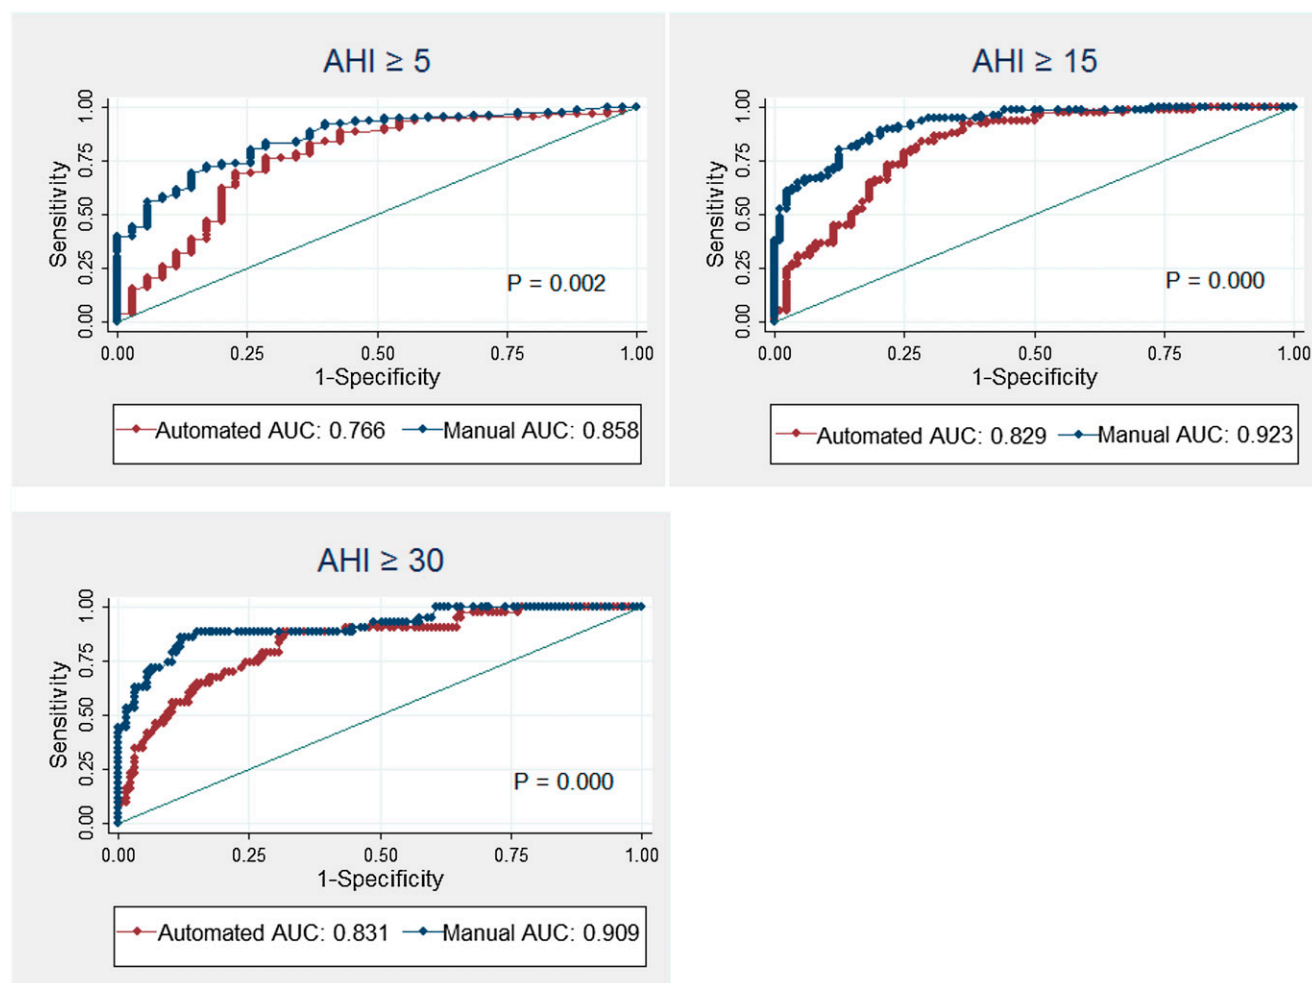 AHI ≥ 5
Sensitivity
0.00 0.25 0.50 0.75 1.00
P = 0.002
0.00 0.25 0.50 0.75 1.00
1-Specificity
Automated AUC: 0.766 Manual AUC: 0.858
AHI ≥ 15
Sensitivity
0.00 0.25 0.50 0.75 1.00
P = 0.000
0.00 0.25 0.50 0.75 1.00
1-Specificity
Automated AUC: 0.829 Manual AUC: 0.923
AHI ≥ 30
Sensitivity
0.00 0.25 0.50 0.75 1.00
P = 0.000
0.00 0.25 0.50 0.75 1.00
1-Specificity
Automated AUC: 0.831 Manual AUC: 0.909